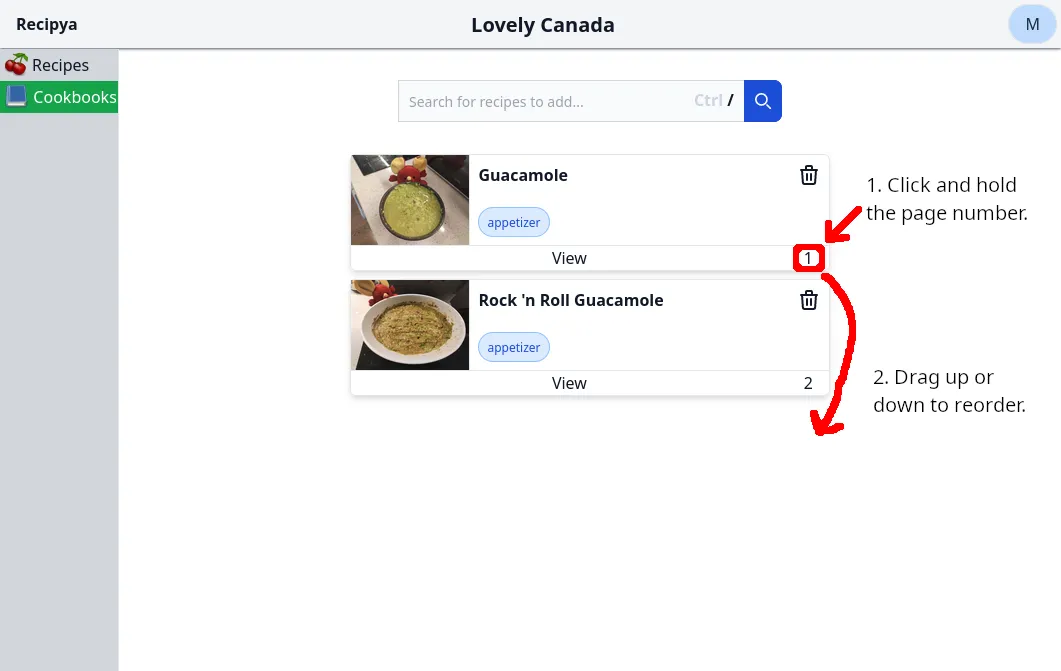 Recipya
Lovely Canada
M
Recipes
Cookbooks
Search for recipes to add...
Ctrl /
Guacamole
appetizer
View
1
1. Click and hold
the page number.
Rock 'n Roll Guacamole
appetizer
View
2
2. Drag up or
down to reorder.